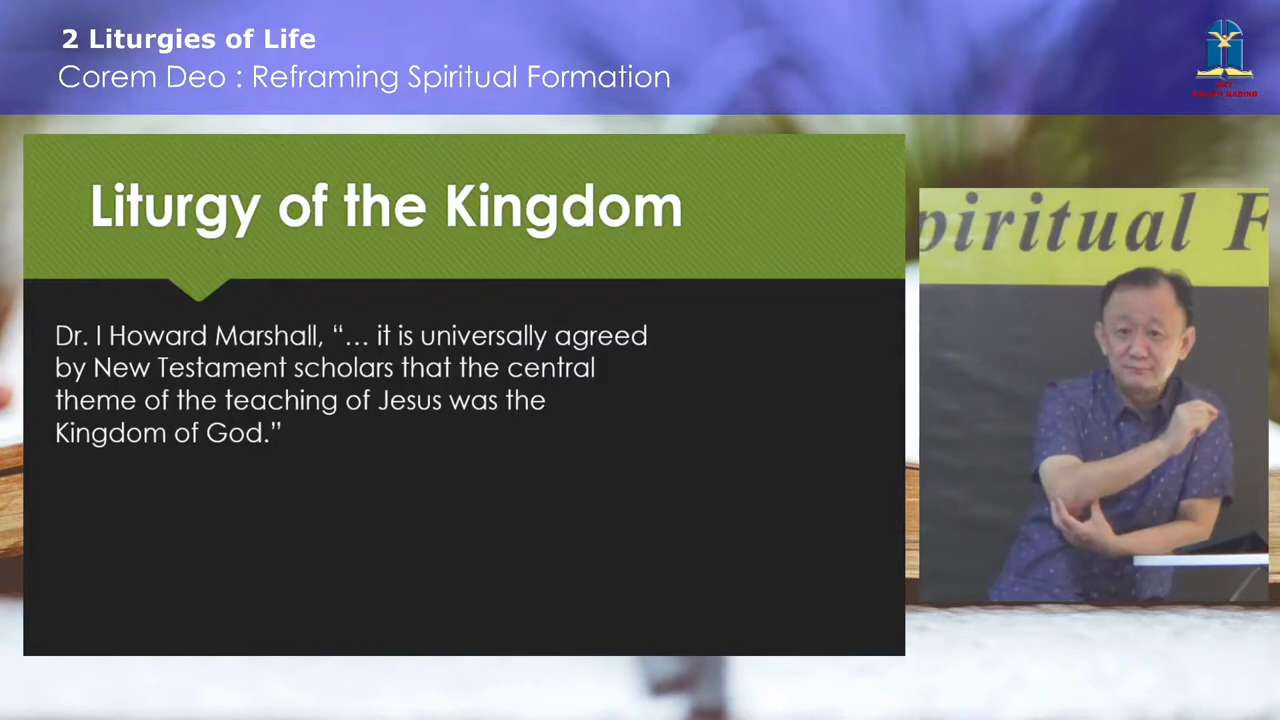 2 Liturgies of Life
Corem Deo : Reframing Spiritual Formation
Liturgy of the Kingdom
Dr. I Howard Marshall, “… it is universally agreed
by New Testament scholars that the central
theme of the teaching of Jesus was the
Kingdom of God.”
piritual F
GADING